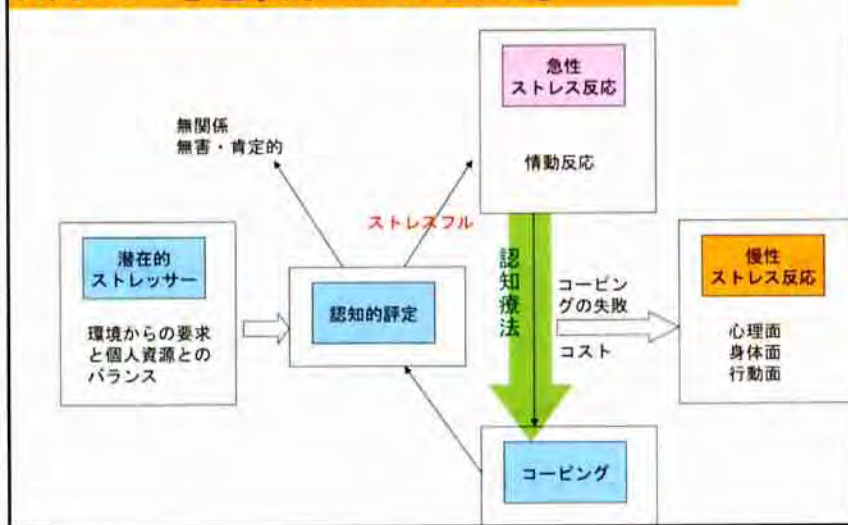 急性
ストレス反応
情動反応
無関係
無害・肯定的
ストレスフル
潜在的
ストレッサー
環境からの要求
と個人資源との
バランス
認知的評定
認知療法
コーピン
グの失敗
コスト
慢性
ストレス反応
心理面
身体面
行動面
コーピング